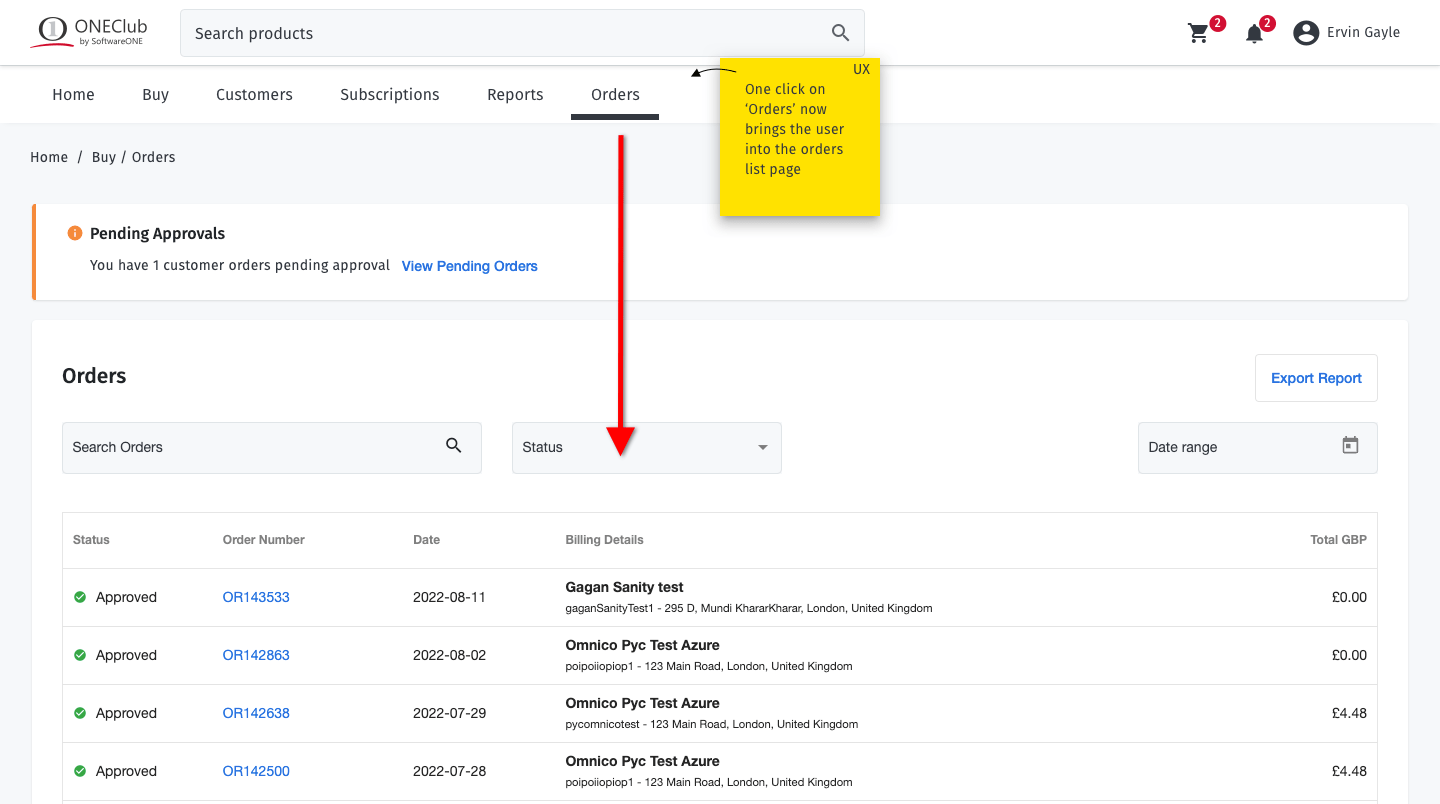 1 ONEClub
by SoftwareONE
Search products
2
2
Ervin Gayle
Home Buy Customers Subscriptions Reports Orders
UX
One click on
‘Orders’ now
brings the user
into the orders
list page
Home / Buy / Orders
Pending Approvals
You have 1 customer orders pending approval View Pending Orders
Orders
Export Report
Search Orders
Status
Date range
Status Order Number Date Billing Details Total GBP
Approved OR143533 2022-08-11 Gagan Sanity test £0.00
gaganSanityTest1 - 295 D, Mundi KhararKharar, London, United Kingdom
Approved OR142863 2022-08-02 Omnico Pyc Test Azure £0.00
poipoiiopiop1 - 123 Main Road, London, United Kingdom
Approved OR142638 2022-07-29 Omnico Pyc Test Azure £4.48
pycomnicotest - 123 Main Road, London, United Kingdom
Approved OR142500 2022-07-28 Omnico Pyc Test Azure £4.48
poipoiiopiop1 - 123 Main Road, London, United Kingdom